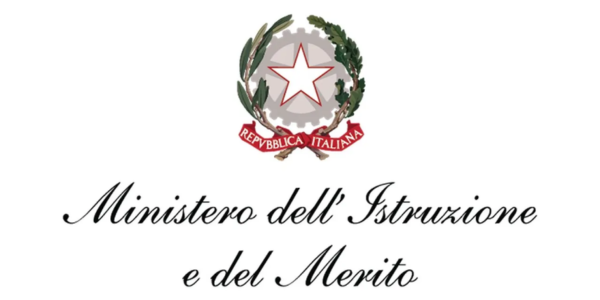 REPVBBLICA ITALIANA
Ministero dell'Istruzione
e del Merito